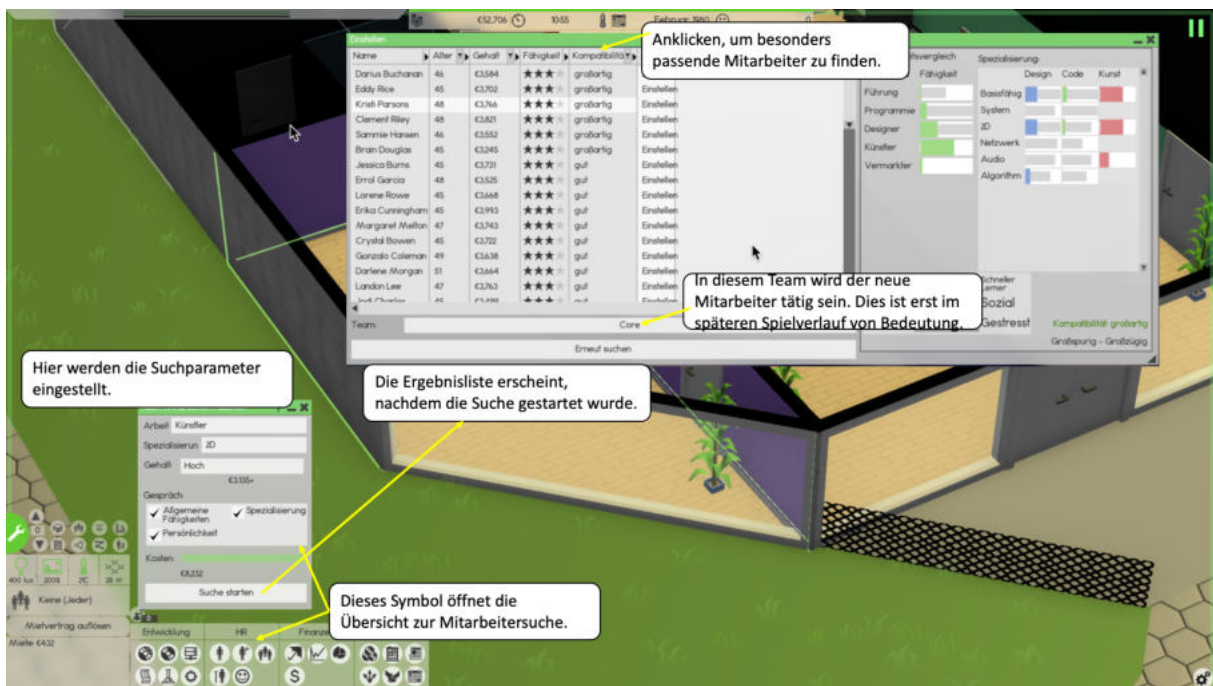 €52,706
10:55
Februar 1980
Einstellen
Name Alter Gehalt Fähigkeit Kompatibilität
Darius Buchanan 46 €3,584 großartig
Eddy Rice 45 €3,702 großartig Einstellen
Kristi Parsons 48 €3,766 großartig Einstellen
Clement Riley 48 €3,821 großartig Einstellen
Sammie Hansen 46 €3,552 großartig Einstellen
Brain Douglas 45 €3,245 großartig Einstellen
Jessica Burns 45 €3,731 gut Einstellen
Errol Garcia 48 €3,525 gut Einstellen
Lorene Rowe 45 €3,668 gut Einstellen
Erika Cunningham 45 €3,993 gut Einstellen
Margaret Melton 47 €3,743 gut Einstellen
Crystal Bowen 45 €3,722 gut Einstellen
Gonzalo Coleman 49 €3,638 gut Einstellen
Darlene Morgan 51 €3,664 gut Einstellen
Landon Lee 47 €3,763 gut Einstellen
Team Core
Erneut suchen
Anklicken, um besonders
passende Mitarbeiter zu finden.
Fähigkeit
Führung
Programmie
Designer
Künstler
Vermarkter
Spezialisierung
Design Code Kunst
Basisfähig
System
2D
Netzwerk
Audio
Algorithm
In diesem Team wird der neue
Mitarbeiter tätig sein. Dies ist erst im
späteren Spielverlauf von Bedeutung.
Schneller
Lerner
Sozial
Gestresst
Kompatibilität großartig
Großspurig - Großzügig
Hier werden die Suchparameter
eingestellt.
Die Ergebnisliste erscheint,
nachdem die Suche gestartet wurde.
Arbeit Künstler
Spezialisierun 2D
Gehalt Hoch
€3.135+
Gespräch
Allgemeine
Fähigkeiten
Spezialisierung
Persönlichkeit
Kosten
€8,232
Suche starten
Dieses Symbol öffnet die
Übersicht zur Mitarbeitersuche.
0
400 lux 200% 21C 28 m²
Keine (Jeder)
Mietvertrag auflösen
Miete €432
Entwicklung HR